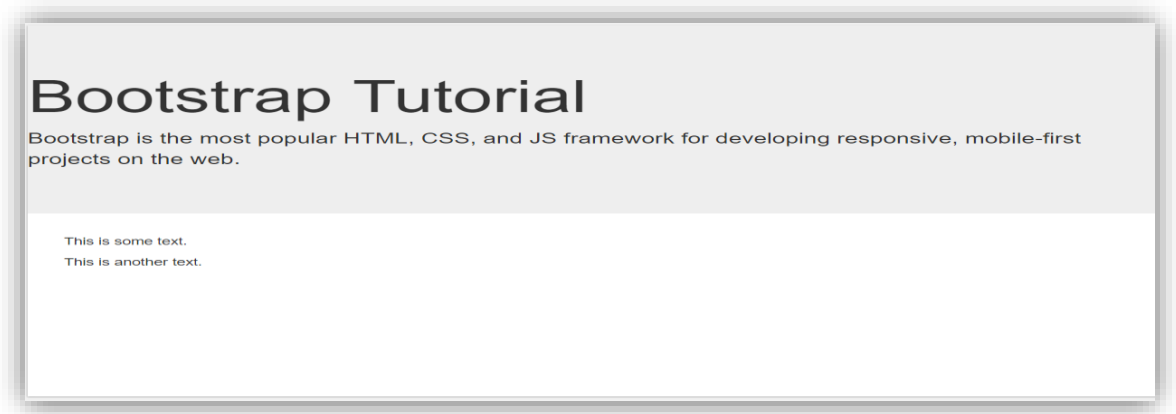 Bootstrap Tutorial
Bootstrap is the most popular HTML, CSS, and JS framework for developing responsive, mobile-first
projects on the web.
This is some text.
This is another text.